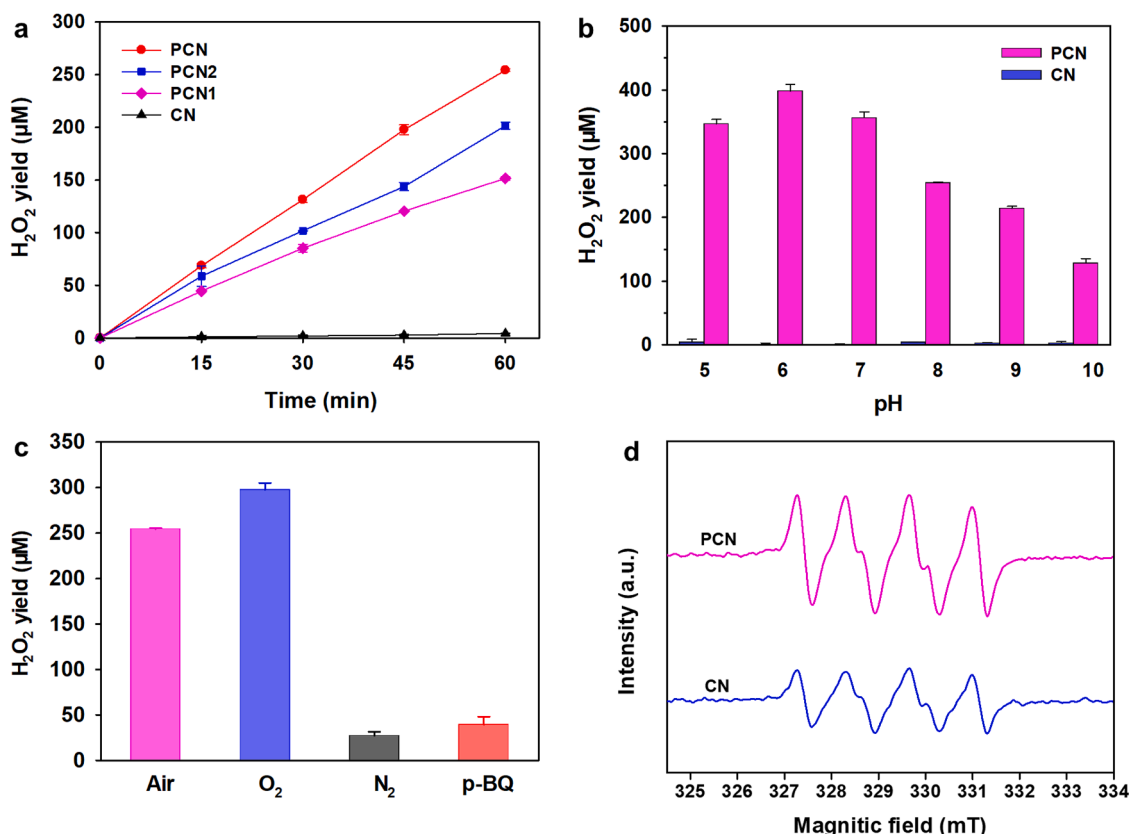 a
PCN
PCN2
PCN1
CN
H₂O₂ yield (µM)
300
250
200
150
100
50
0
0 15 30 45 60
Time (min)
b
PCN
CN
H₂O₂ yield (µM)
500
400
300
200
100
0
5 6 7 8 9 10
pH
c
H₂O₂ yield (µM)
350
300
250
200
150
100
50
0
Air O₂ N₂ p-BQ
d
PCN
CN
Intensity (a.u.)
325 326 327 328 329 330 331 332 333 334
Magnitic field (mT)